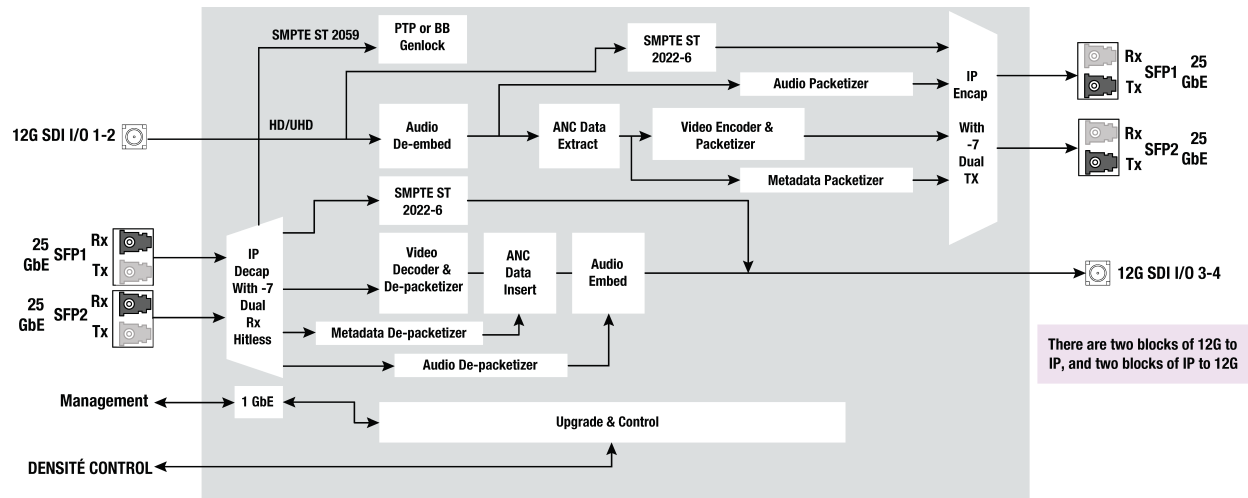 SMPTE ST 2059
PTP or BB
Genlock
SMPTE ST
2022-6
Audio Packetizer
IP
Encap
With
-7
Dual
TX
Rx
Tx
SFP1
25
GbE
12G SDI I/O 1-2
HD/UHD
Audio
De-embed
ANC Data
Extract
Video Encoder &
Packetizer
Metadata Packetizer
Rx
Tx
SFP2
25
GbE
SMPTE ST
2022-6
25
GbE
SFP1
Rx
Tx
25
GbE
SFP2
Rx
Tx
IP
Decap
With -7
Dual
Rx
Hitless
Video
Decoder &
De-packetizer
ANC
Data
Insert
Audio
Embed
12G SDI I/O 3-4
Metadata De-packetizer
Audio De-packetizer
There are two blocks of 12G to
IP, and two blocks of IP to 12G
Management
1 GbE
Upgrade & Control
DENSITÉ CONTROL